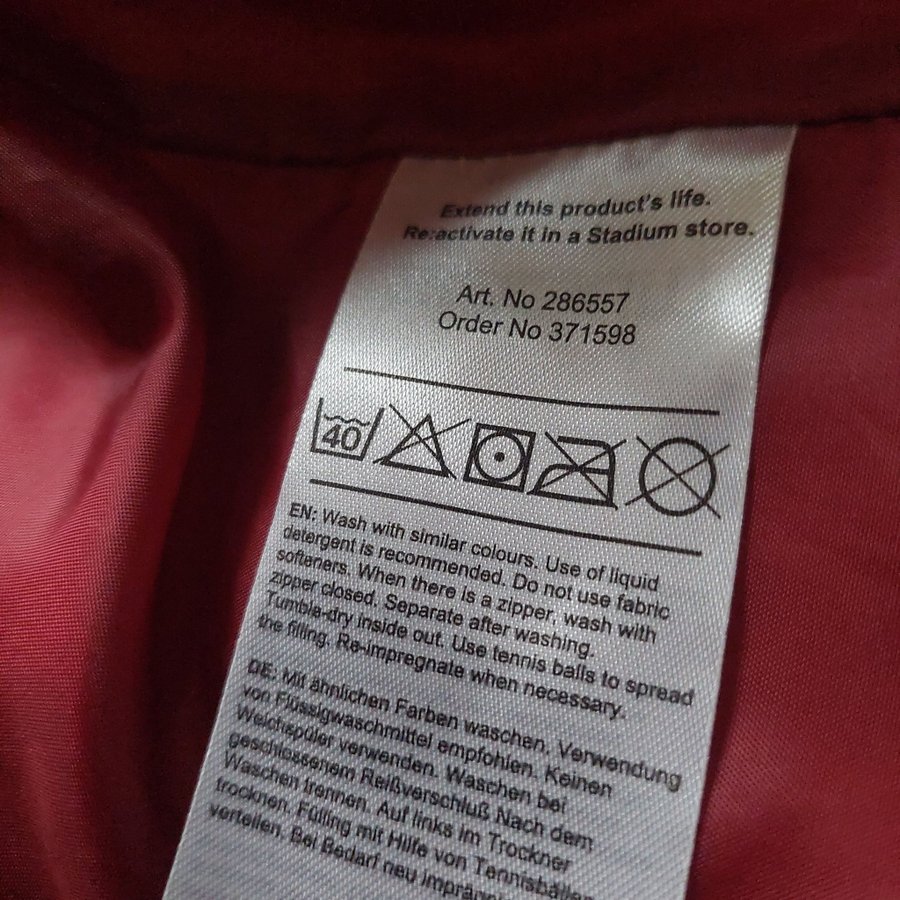 Extend this product's life.
Re:activate it in a Stadium store.
Art. No 286557
Order No 371598
40
EN: Wash with similar colours. Use of liquid
detergent is recommended. Do not use fabric
softeners. When there is a zipper, wash with
zipper closed. Separate after washing.
Tumble-dry inside out. Use tennis balls to spread
the filling. Re-impregnate when necessary.
DE: Mit ähnlichen Farben waschen. Verwendung
von Flüssigwaschmittel empfohlen. Keinen
Weichspüler verwenden. Waschen bei
geschlossenem Reißverschluß Nach dem
Waschen trennen. Auf links im Trockner
trocknen. Fülling mit Hilfe von Tennisbällen
verteilen. Bei Bedarf neu